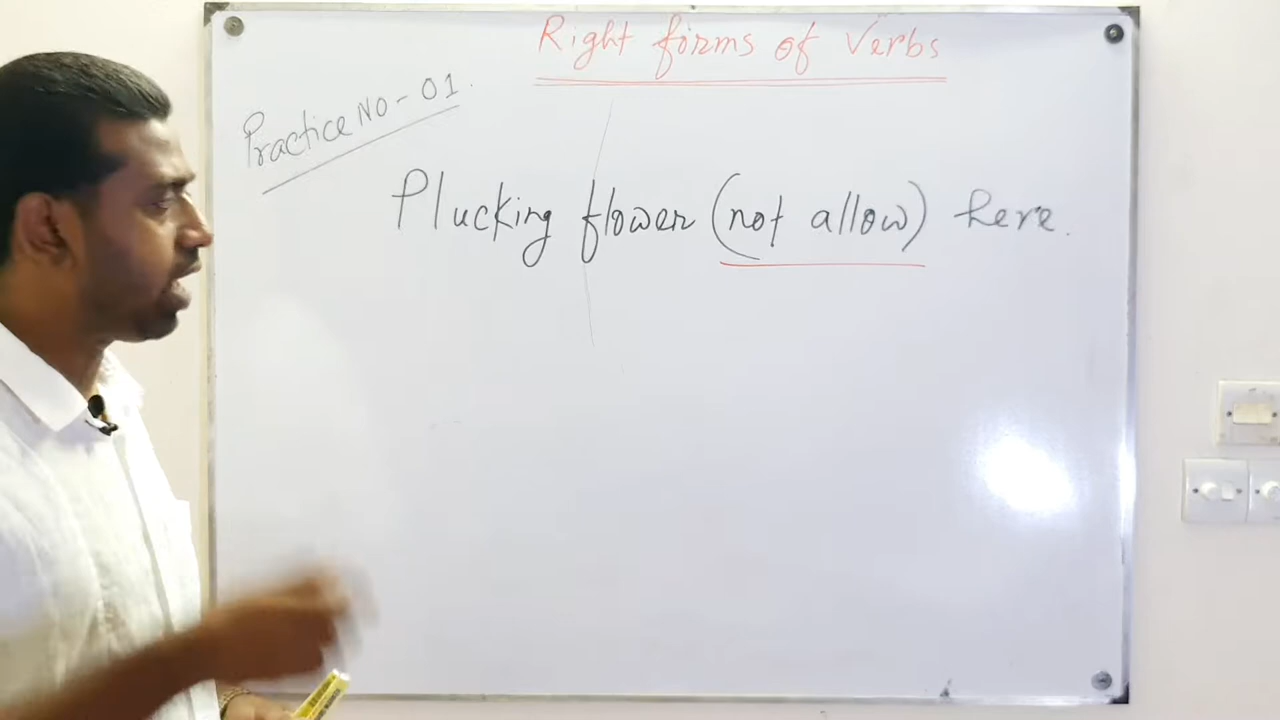 Right forms of Verbs
Practice No - 01.
Plucking flower (not allow) here.